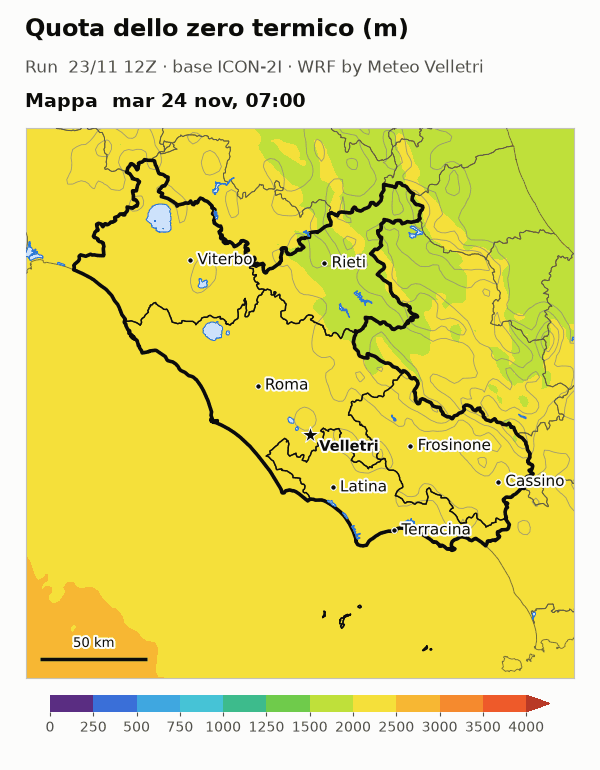 Quota dello zero termico (m)
Run  23/11 12Z · base ICON-2I · WRF by Meteo Velletri
Mappa  mar 24 nov, 07:00
Viterbo
Rieti
Roma
Velletri
Frosinone
Latina
Cassino
Terracina
50 km
0 250 500 750 1000 1250 1500 2000 2500 3000 3500 4000